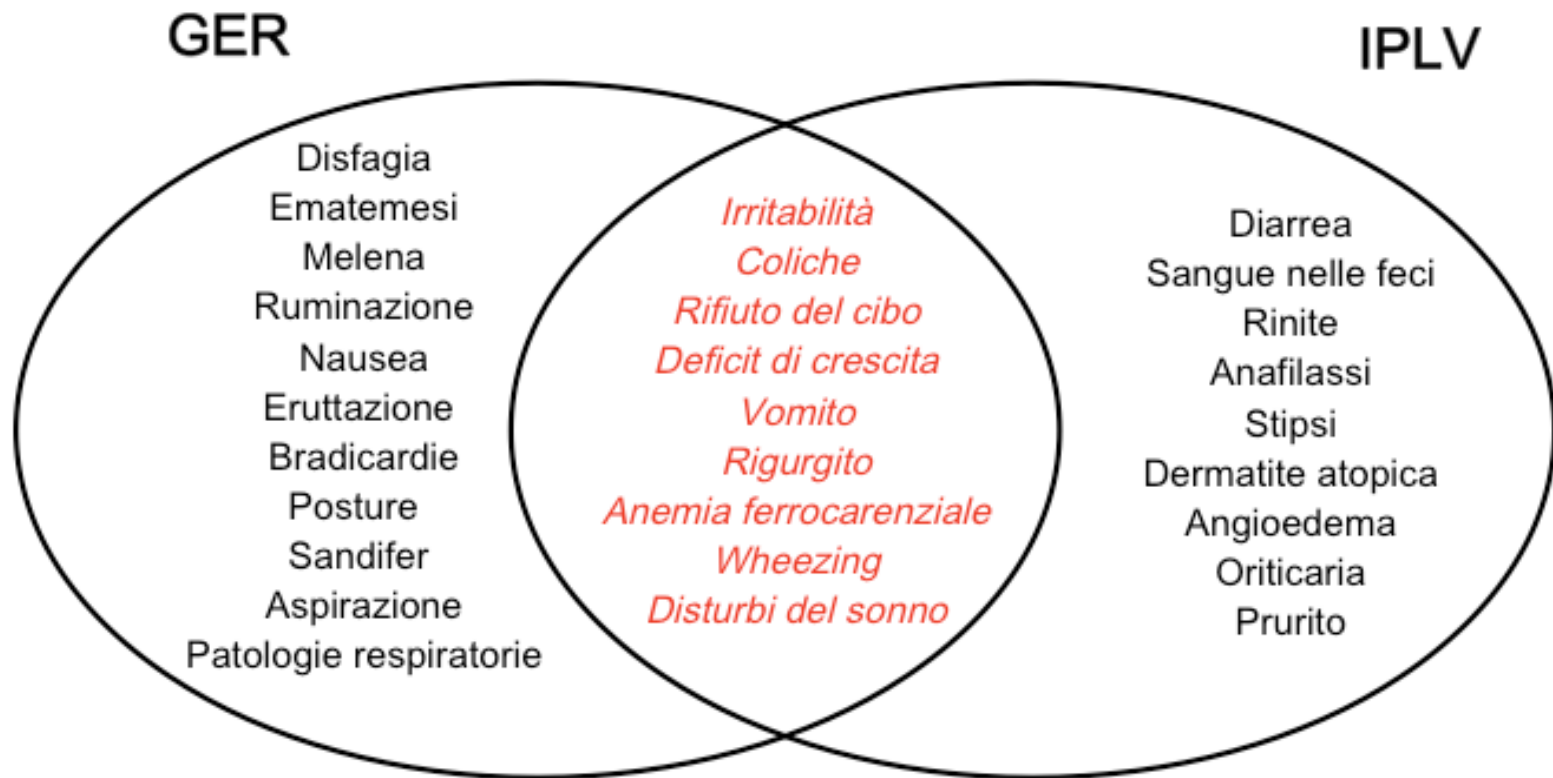 GER
IPLV
Disfagia
Ematemesi
Melena
Ruminazione
Nausea
Eruttazione
Bradicardie
Posture
Sandifer
Aspirazione
Patologie respiratorie
Irritabilità
Coliche
Rifiuto del cibo
Deficit di crescita
Vomito
Rigurgito
Anemia ferrocarenziale
Wheezing
Disturbi del sonno
Diarrea
Sangue nelle feci
Rinite
Anafilassi
Stipsi
Dermatite atopica
Angioedema
Oriticaria
Prurito